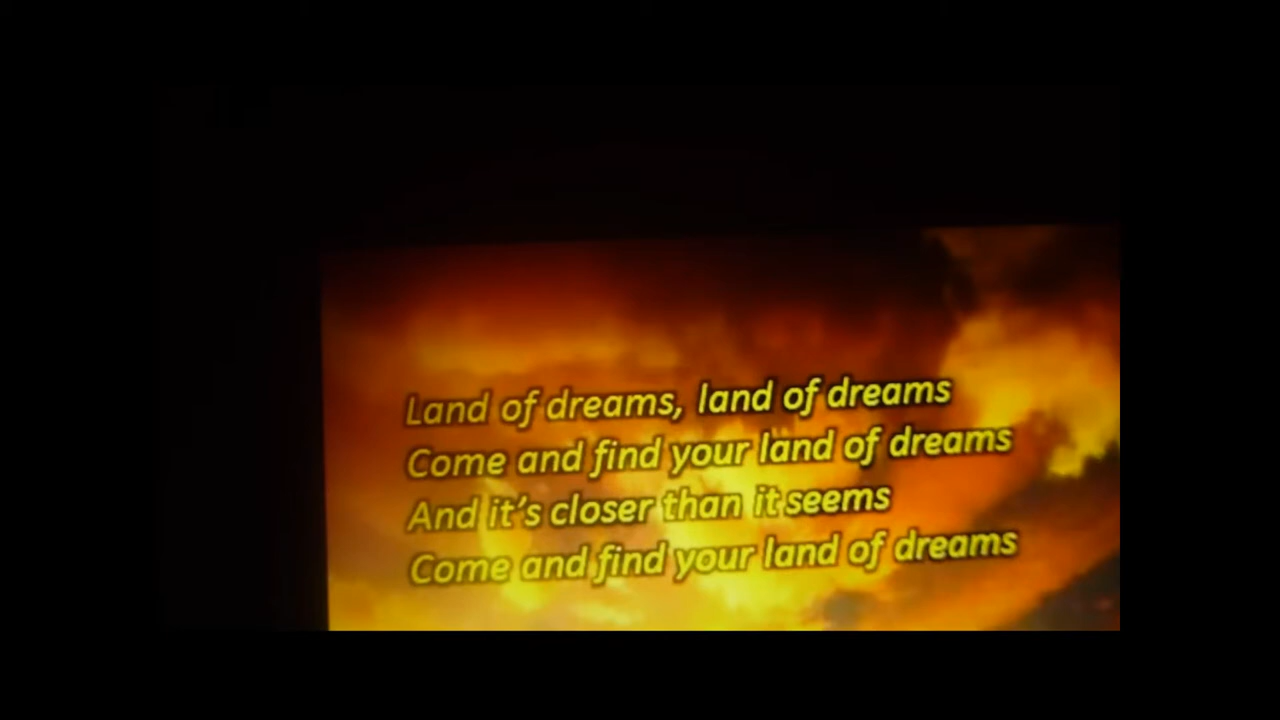 Land of dreams, land of dreams
Come and find your land of dreams
And it’s closer than it seems
Come and find your land of dreams